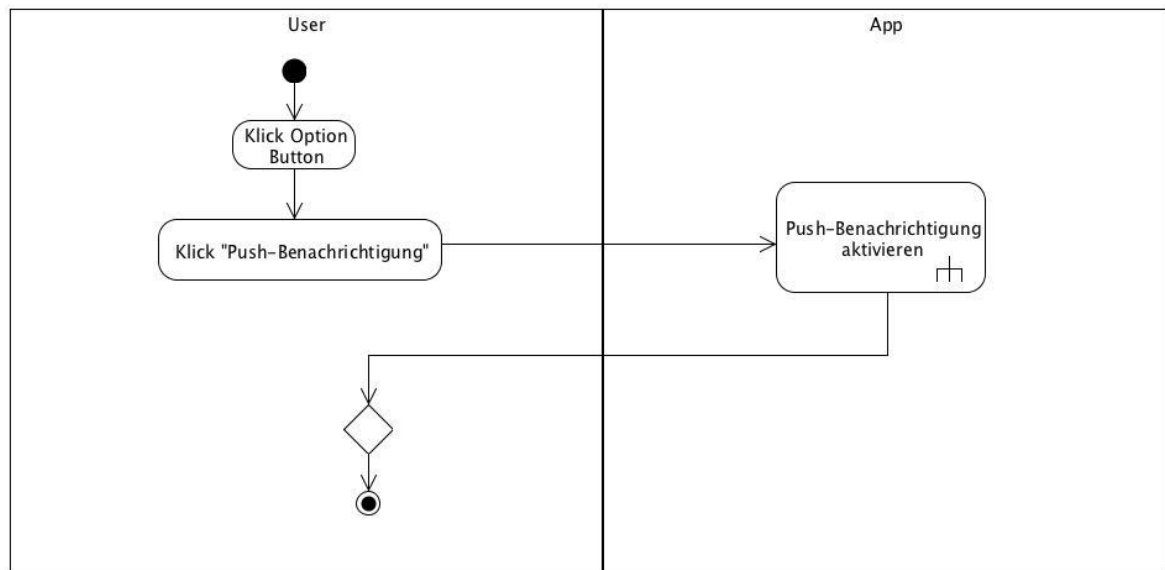 User
App
Klick Option
Button
Klick "Push-Benachrichtigung"
Push-Benachrichtigung
aktivieren